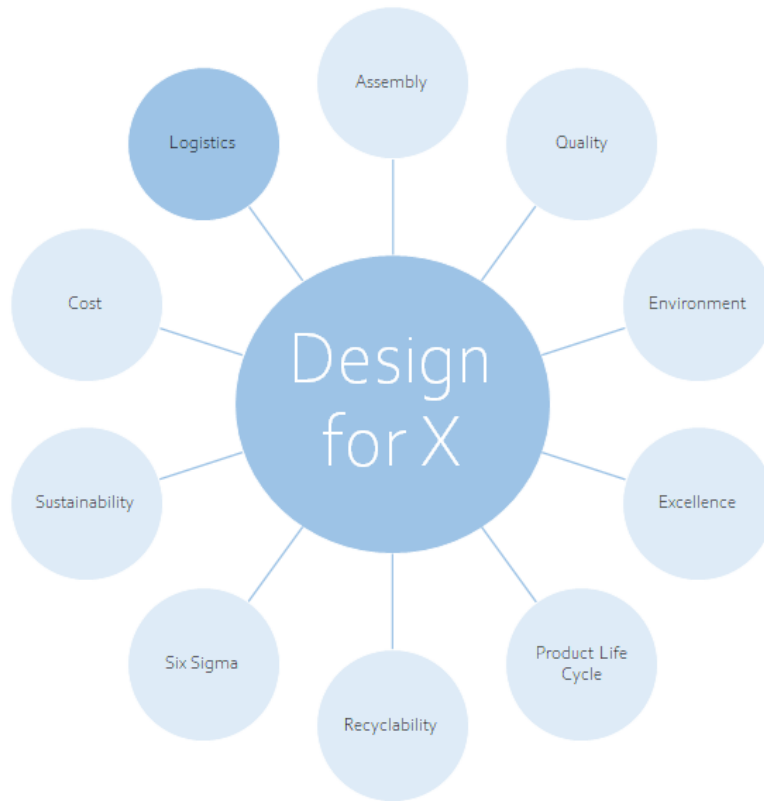 Assembly
Logistics
Quality
Cost
Environment
Design
for X
Sustainability
Excellence
Six Sigma
Product Life
Cycle
Recyclability